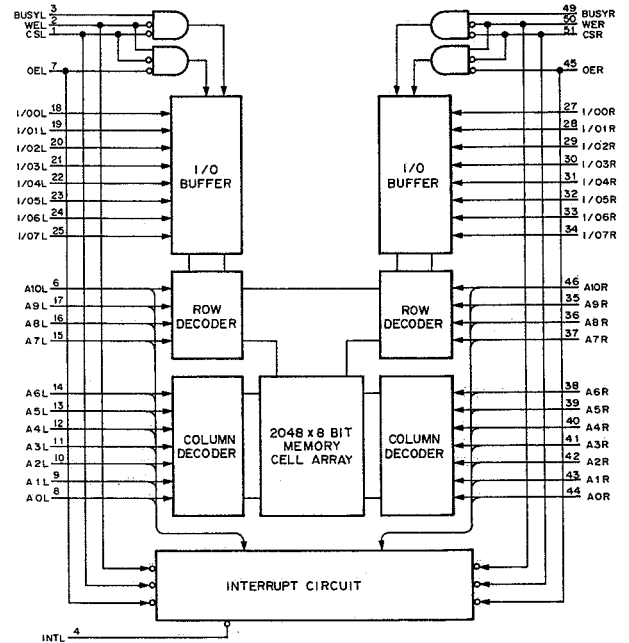 BUSYL 3
WEL 2
CSL 1
OEL 7
49 BUSYR
50 WER
51 CSR
45 OER
I/O0L 18
I/O1L 19
I/O2L 20
I/O3L 21
I/O4L 22
I/O5L 23
I/O6L 24
I/O7L 25
I/O
BUFFER
I/O
BUFFER
27 I/O0R
28 I/O1R
29 I/O2R
30 I/O3R
31 I/O4R
32 I/O5R
33 I/O6R
34 I/O7R
A10L 6
A9L 17
A8L 16
A7L 15
ROW
DECODER
ROW
DECODER
46 A10R
35 A9R
36 A8R
37 A7R
A6L 14
A5L 13
A4L 12
A3L 11
A2L 10
A1L 9
A0L 8
COLUMN
DECODER
2048 x 8 BIT
MEMORY
CELL ARRAY
COLUMN
DECODER
38 A6R
39 A5R
40 A4R
41 A3R
42 A2R
43 A1R
44 A0R
INTERRUPT CIRCUIT
INTL 4